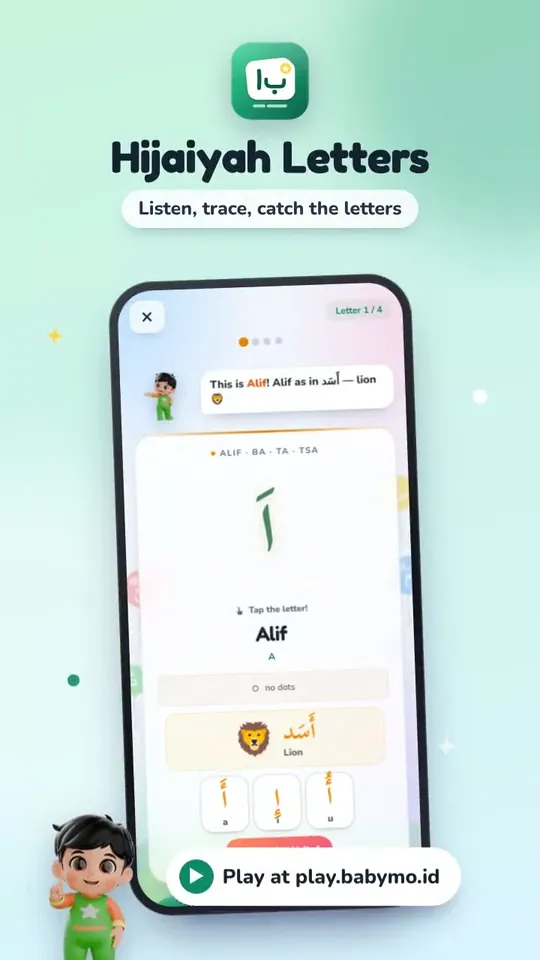 اب
Hijaiyah Letters
Listen, trace, catch the letters
Letter 1 / 4
This is Alif! Alif as in أَسَد — lion 🦁
ALIF · BA · TA · TSA
اَ
Tap the letter!
Alif
A
no dots
أَسَد
Lion
أَ إِ أُ
a i u
Play at play.babymo.id